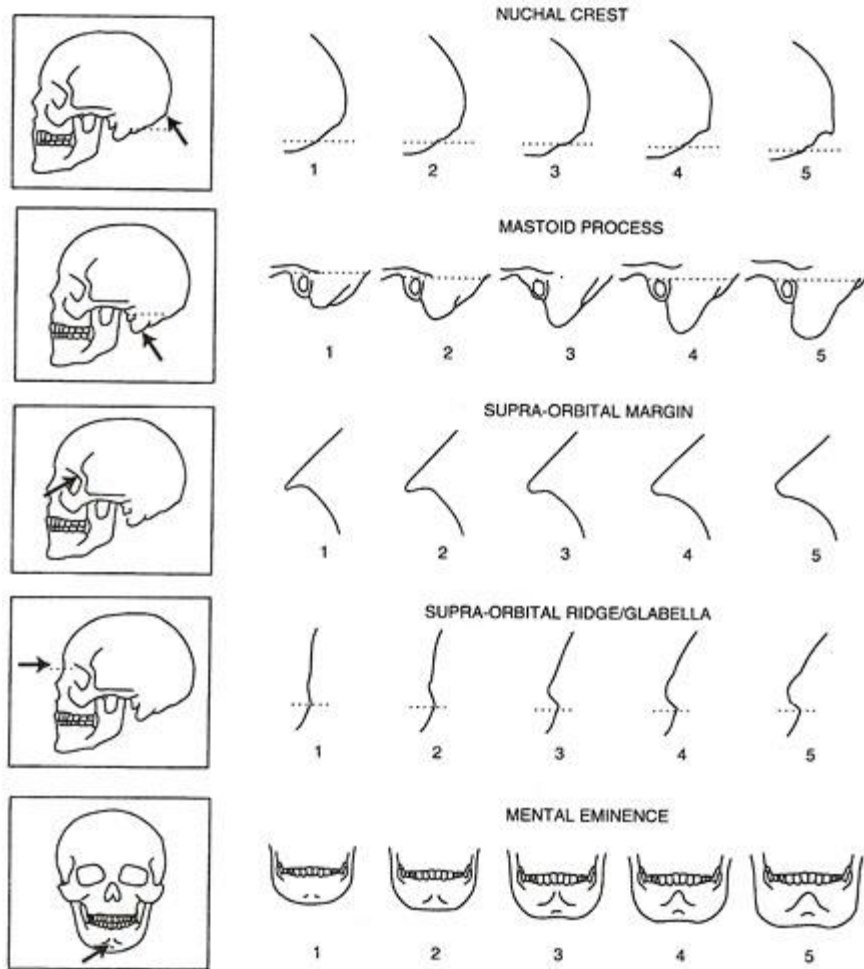 NUCHAL CREST
1 2 3 4 5
MASTOID PROCESS
1 2 3 4 5
SUPRA-ORBITAL MARGIN
1 2 3 4 5
SUPRA-ORBITAL RIDGE/GLABELLA
1 2 3 4 5
MENTAL EMINENCE
1 2 3 4 5